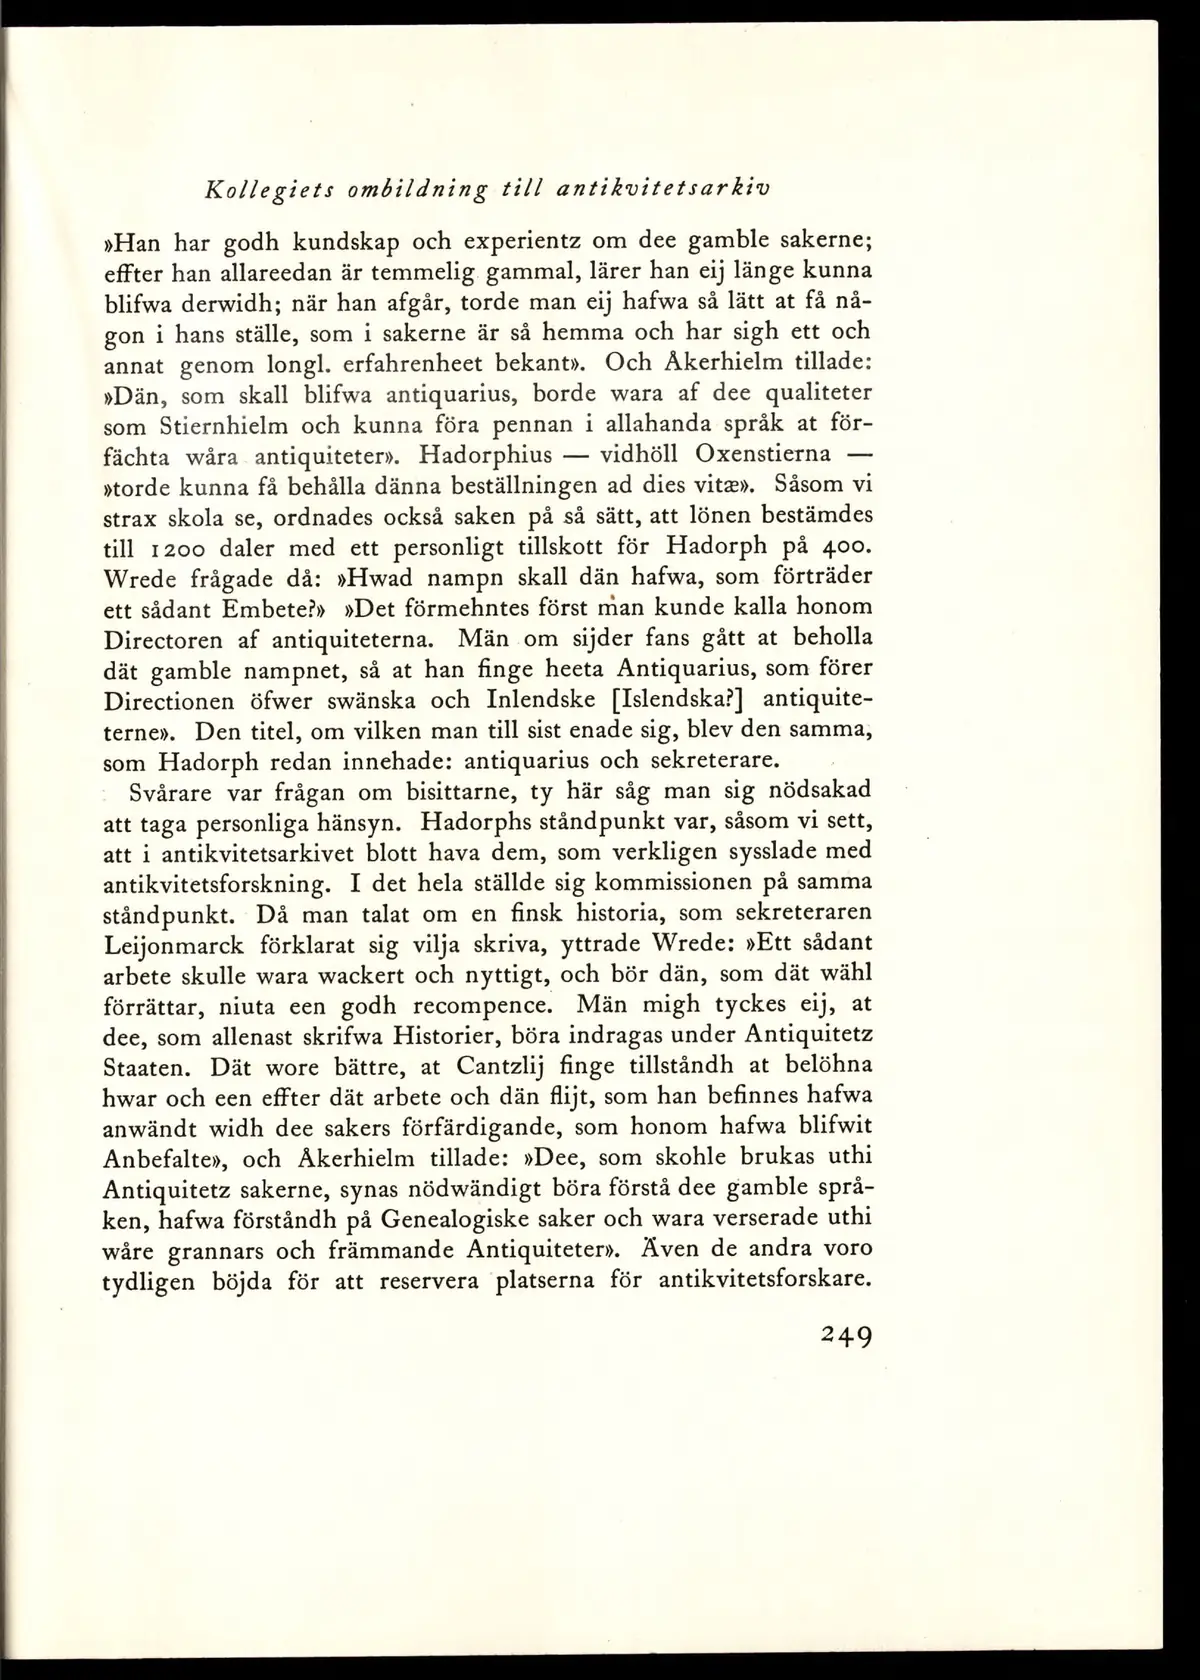 Kollegiets ombildning till antikvitetsarkiv
»Han har godh kundskap och experientz om dee gamble sakerne;
effter han allareedan är temmelig gammal, lärer han eij länge kunna
blifwa derwidh; när han afgår, torde man eij hafwa så lätt at få nå-
gon i hans ställe, som i sakerne är så hemma och har sigh ett och
annat genom longl. erfahrenheet bekant». Och Åkerhielm tillade:
»Dän, som skall blifwa antiquarius, borde wara af dee qualiteter
som Stiernhielm och kunna föra pennan i allahanda språk at för-
fächta wåra antiquiteter». Hadorphius — vidhöll Oxenstierna —
»torde kunna få behålla dänna beställningen ad dies vitæ». Såsom vi
strax skola se, ordnades också saken på så sätt, att lönen bestämdes
till 1200 daler med ett personligt tillskott för Hadorph på 400.
Wrede frågade då: »Hwad nampn skall dän hafwa, som förträder
ett sådant Embete?» »Det förmehntes först man kunde kalla honom
Directoren af antiquiteterna. Män om sijder fans gått at beholla
dät gamble nampnet, så at han finge heeta Antiquarius, som förer
Directionen öfwer swänska och Inlendske [Islendska?] antiquite-
terne». Den titel, om vilken man till sist enade sig, blev den samma,
som Hadorph redan innehade: antiquarius och sekreterare.
Svårare var frågan om bisittarne, ty här såg man sig nödsakad
att taga personliga hänsyn. Hadorphs ståndpunkt var, såsom vi sett,
att i antikvitetsarkivet blott hava dem, som verkligen sysslade med
antikvitetsforskning. I det hela ställde sig kommissionen på samma
ståndpunkt. Då man talat om en finsk historia, som sekreteraren
Leijonmarck förklarat sig vilja skriva, yttrade Wrede: »Ett sådant
arbete skulle wara wackert och nyttigt, och bör dän, som dät wähl
förrättar, niuta een godh recompence. Män migh tyckes eij, at
dee, som allenast skrifwa Historier, böra indragas under Antiquitetz
Staaten. Dät wore bättre, at Cantzlij finge tillståndh at belöhna
hwar och een effter dät arbete och dän flijt, som han befinnes hafwa
anwändt widh dee sakers förfärdigande, som honom hafwa blifwit
Anbefalte», och Åkerhielm tillade: »Dee, som skohle brukas uthi
Antiquitetz sakerne, synas nödwändigt böra förstå dee gamble språ-
ken, hafwa förståndh på Genealogiske saker och wara verserade uthi
wåre grannars och främmande Antiquiteter». Även de andra voro
tydligen böjda för att reservera platserna för antikvitetsforskare.
249